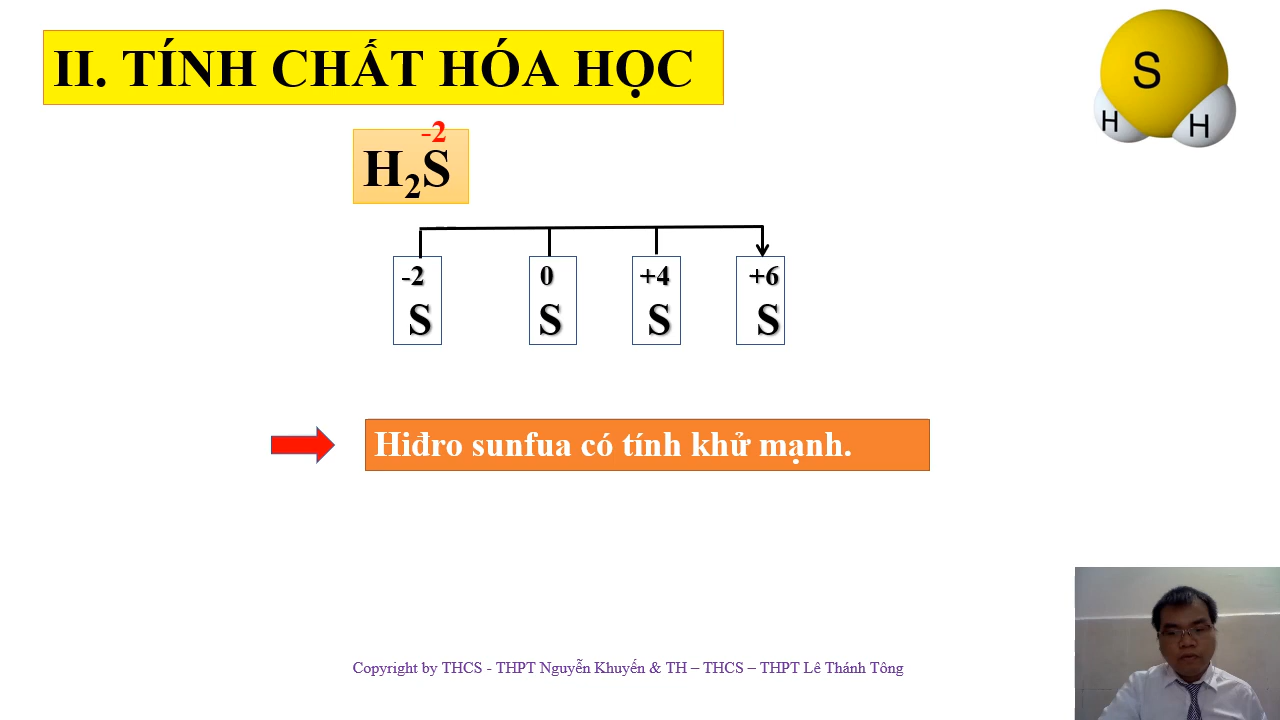 II. TÍNH CHẤT HÓA HỌC
S
H H
-2
H₂S
-2 0 +4 +6
S S S S
Hiđro sunfua có tính khử mạnh.
Copyright by THCS - THPT Nguyễn Khuyến & TH – THCS – THPT Lê Thánh Tông